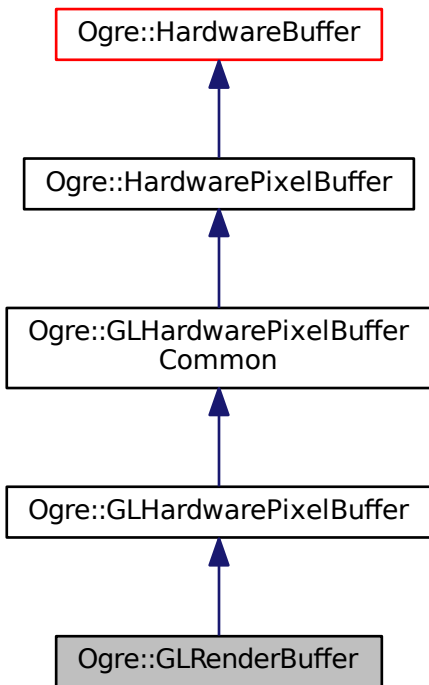 Ogre::HardwareBuffer
Ogre::HardwarePixelBuffer
Ogre::GLHardwarePixelBuffer
Common
Ogre::GLHardwarePixelBuffer
Ogre::GLRenderBuffer